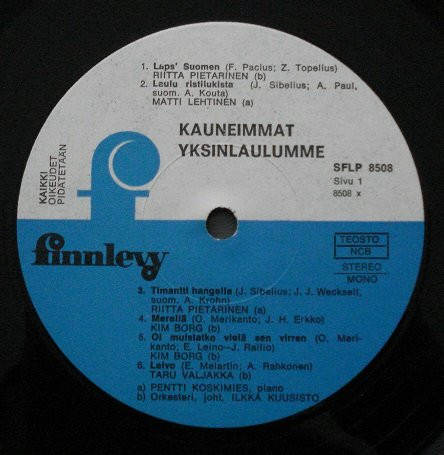 1. Laps' Suomen (F. Pacius; Z. Topelius)
RIITTA PIETARINEN (b)
2. Laulu ristilukista (J. Sibelius; A. Paul,
suom. A. Kouta)
MATTI LEHTINEN (a)
KAUNEIMMAT
YKSINLAULUMME
KAIKKI
OIKEUDET
PIDÄTETÄÄN
SFLP 8508
Sivu 1
8508 x
finnlevy
TEOSTO
NCB
STEREO
MONO
3. Timantti hangella (J. Sibelius; J. J. Wecksell;
suom. A. Krohn)
RIITTA PIETARINEN (a)
4. Merellä (O. Merikanto; J. H. Erkko)
KIM BORG (b)
5. Oi muistatko vielä sen virren (O. Meri-
kanto; E. Leino—J. Railio)
KIM BORG (b)
6. Leivo (E. Melartin; A. Rahkonen)
TARU VALJAKKA (b)
a) PENTTI KOSKIMIES, piano
b) Orkesteri, joht. ILKKA KUUSISTO